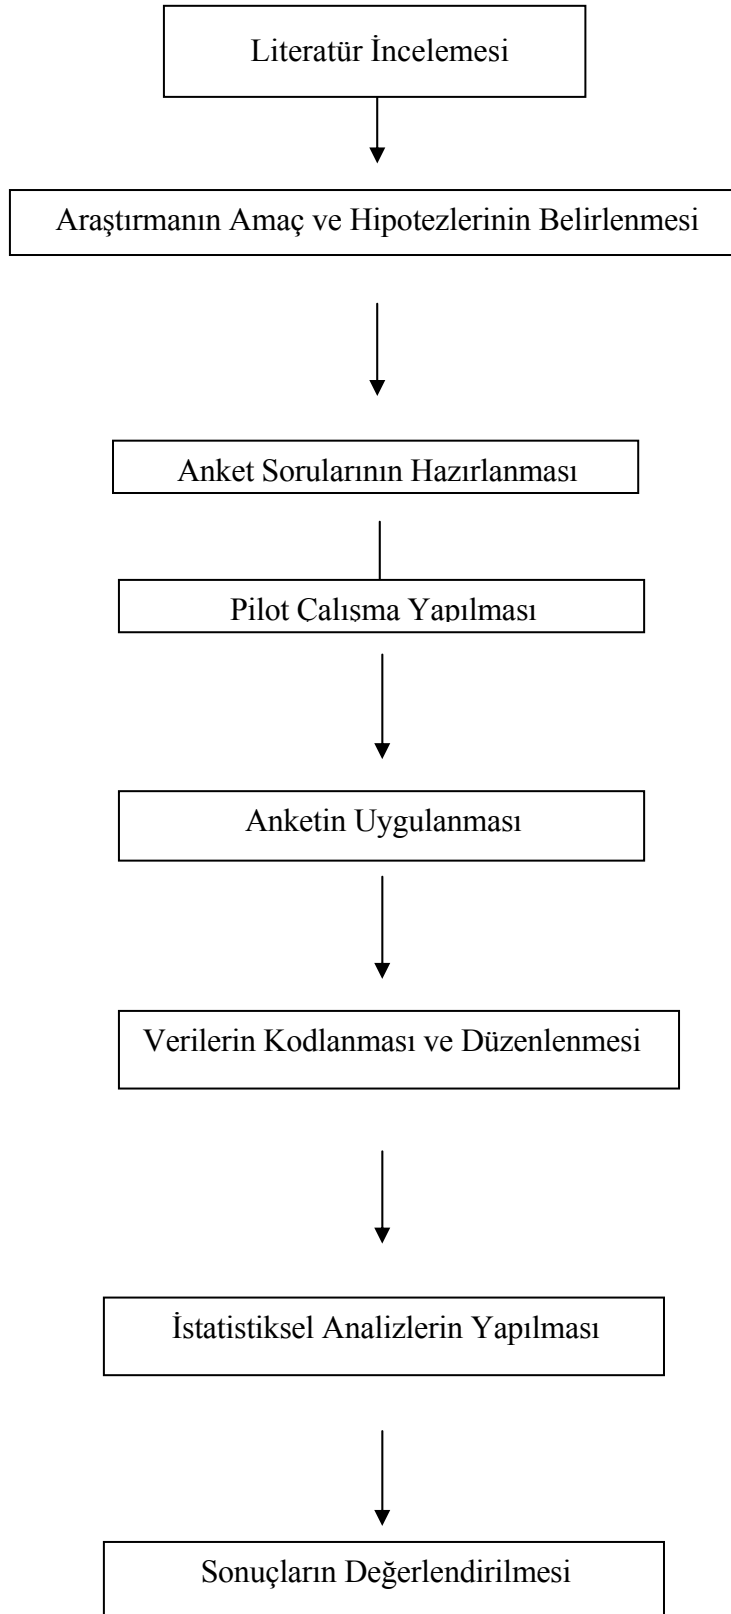 Literatür İncelemesi
Araştırmanın Amaç ve Hipotezlerinin Belirlenmesi
Anket Sorularının Hazırlanması
Pilot Çalışma Yapılması
Anketin Uygulanması
Verilerin Kodlanması ve Düzenlenmesi
İstatistiksel Analizlerin Yapılması
Sonuçların Değerlendirilmesi